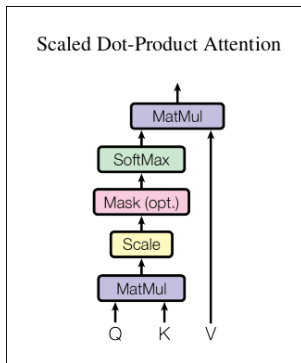 Scaled Dot-Product Attention
MatMul
SoftMax
Mask (opt.)
Scale
MatMul
Q K V